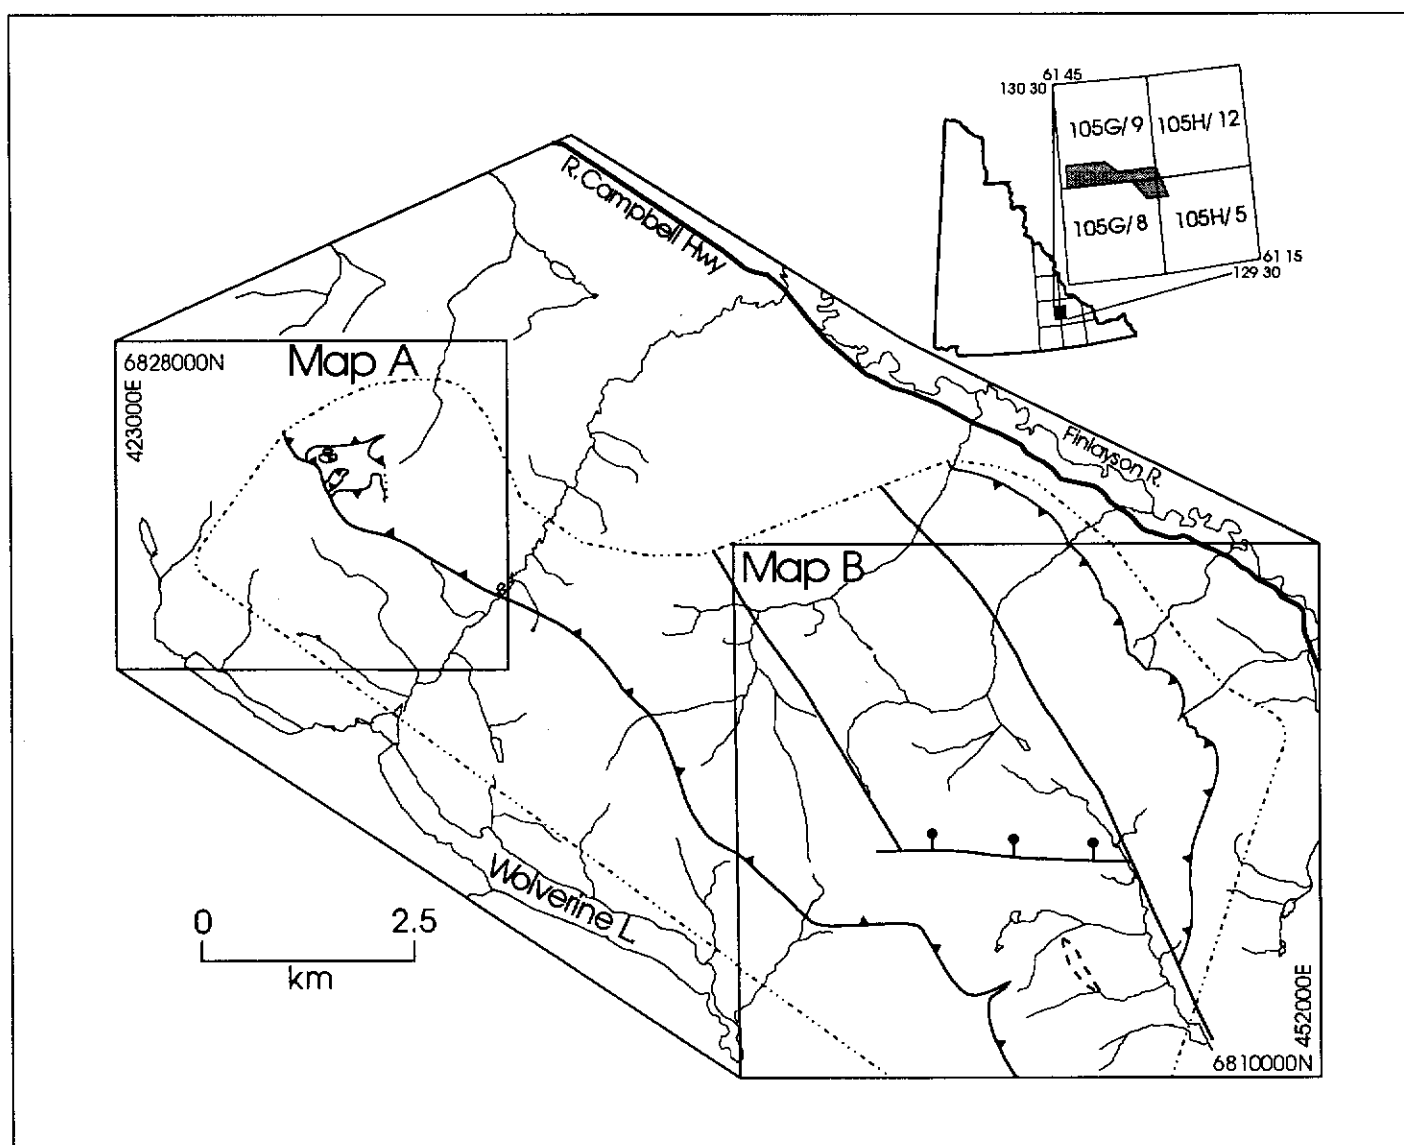 61 45
130 30
105G/9
105H/12
105G/8
105H/5
61 15
129 30
R. Campbell Hwy
Finlayson R.
6828000N
Map A
423000E
Map B
Wolverine L.
0
2.5
km
452000E
6810000N